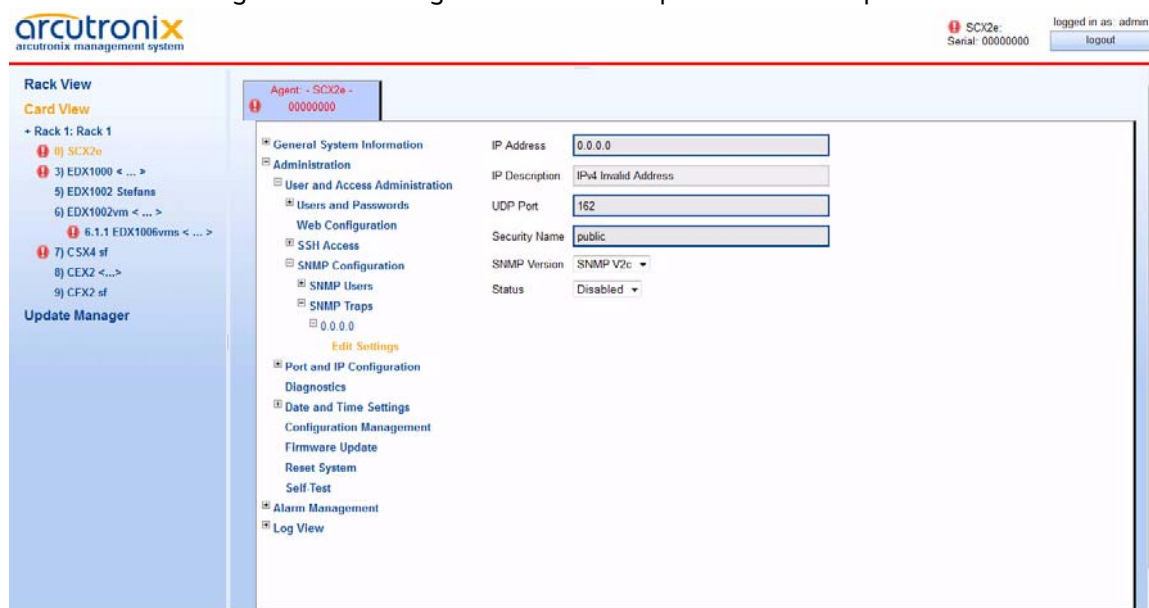 arcutronix
arcutronix management system
SCX2e:
Serial: 00000000
logged in as: admin
logout
Rack View
Card View
+ Rack 1: Rack 1
0) SCX2e
3) EDX1000 < ... >
5) EDX1002 Stefans
6) EDX1002vm < ... >
6.1.1 EDX1006vms < ... >
7) CSX4 sf
8) CEX2 <...>
9) CFX2 sf
Update Manager
Agent: - SCX2e -
00000000
General System Information
Administration
User and Access Administration
Users and Passwords
Web Configuration
SSH Access
SNMP Configuration
SNMP Users
SNMP Traps
0.0.0.0
Edit Settings
Port and IP Configuration
Diagnostics
Date and Time Settings
Configuration Management
Firmware Update
Reset System
Self-Test
Alarm Management
Log View
IP Address 0.0.0.0
IP Description IPv4 Invalid Address
UDP Port 162
Security Name public
SNMP Version SNMP V2c
Status Disabled